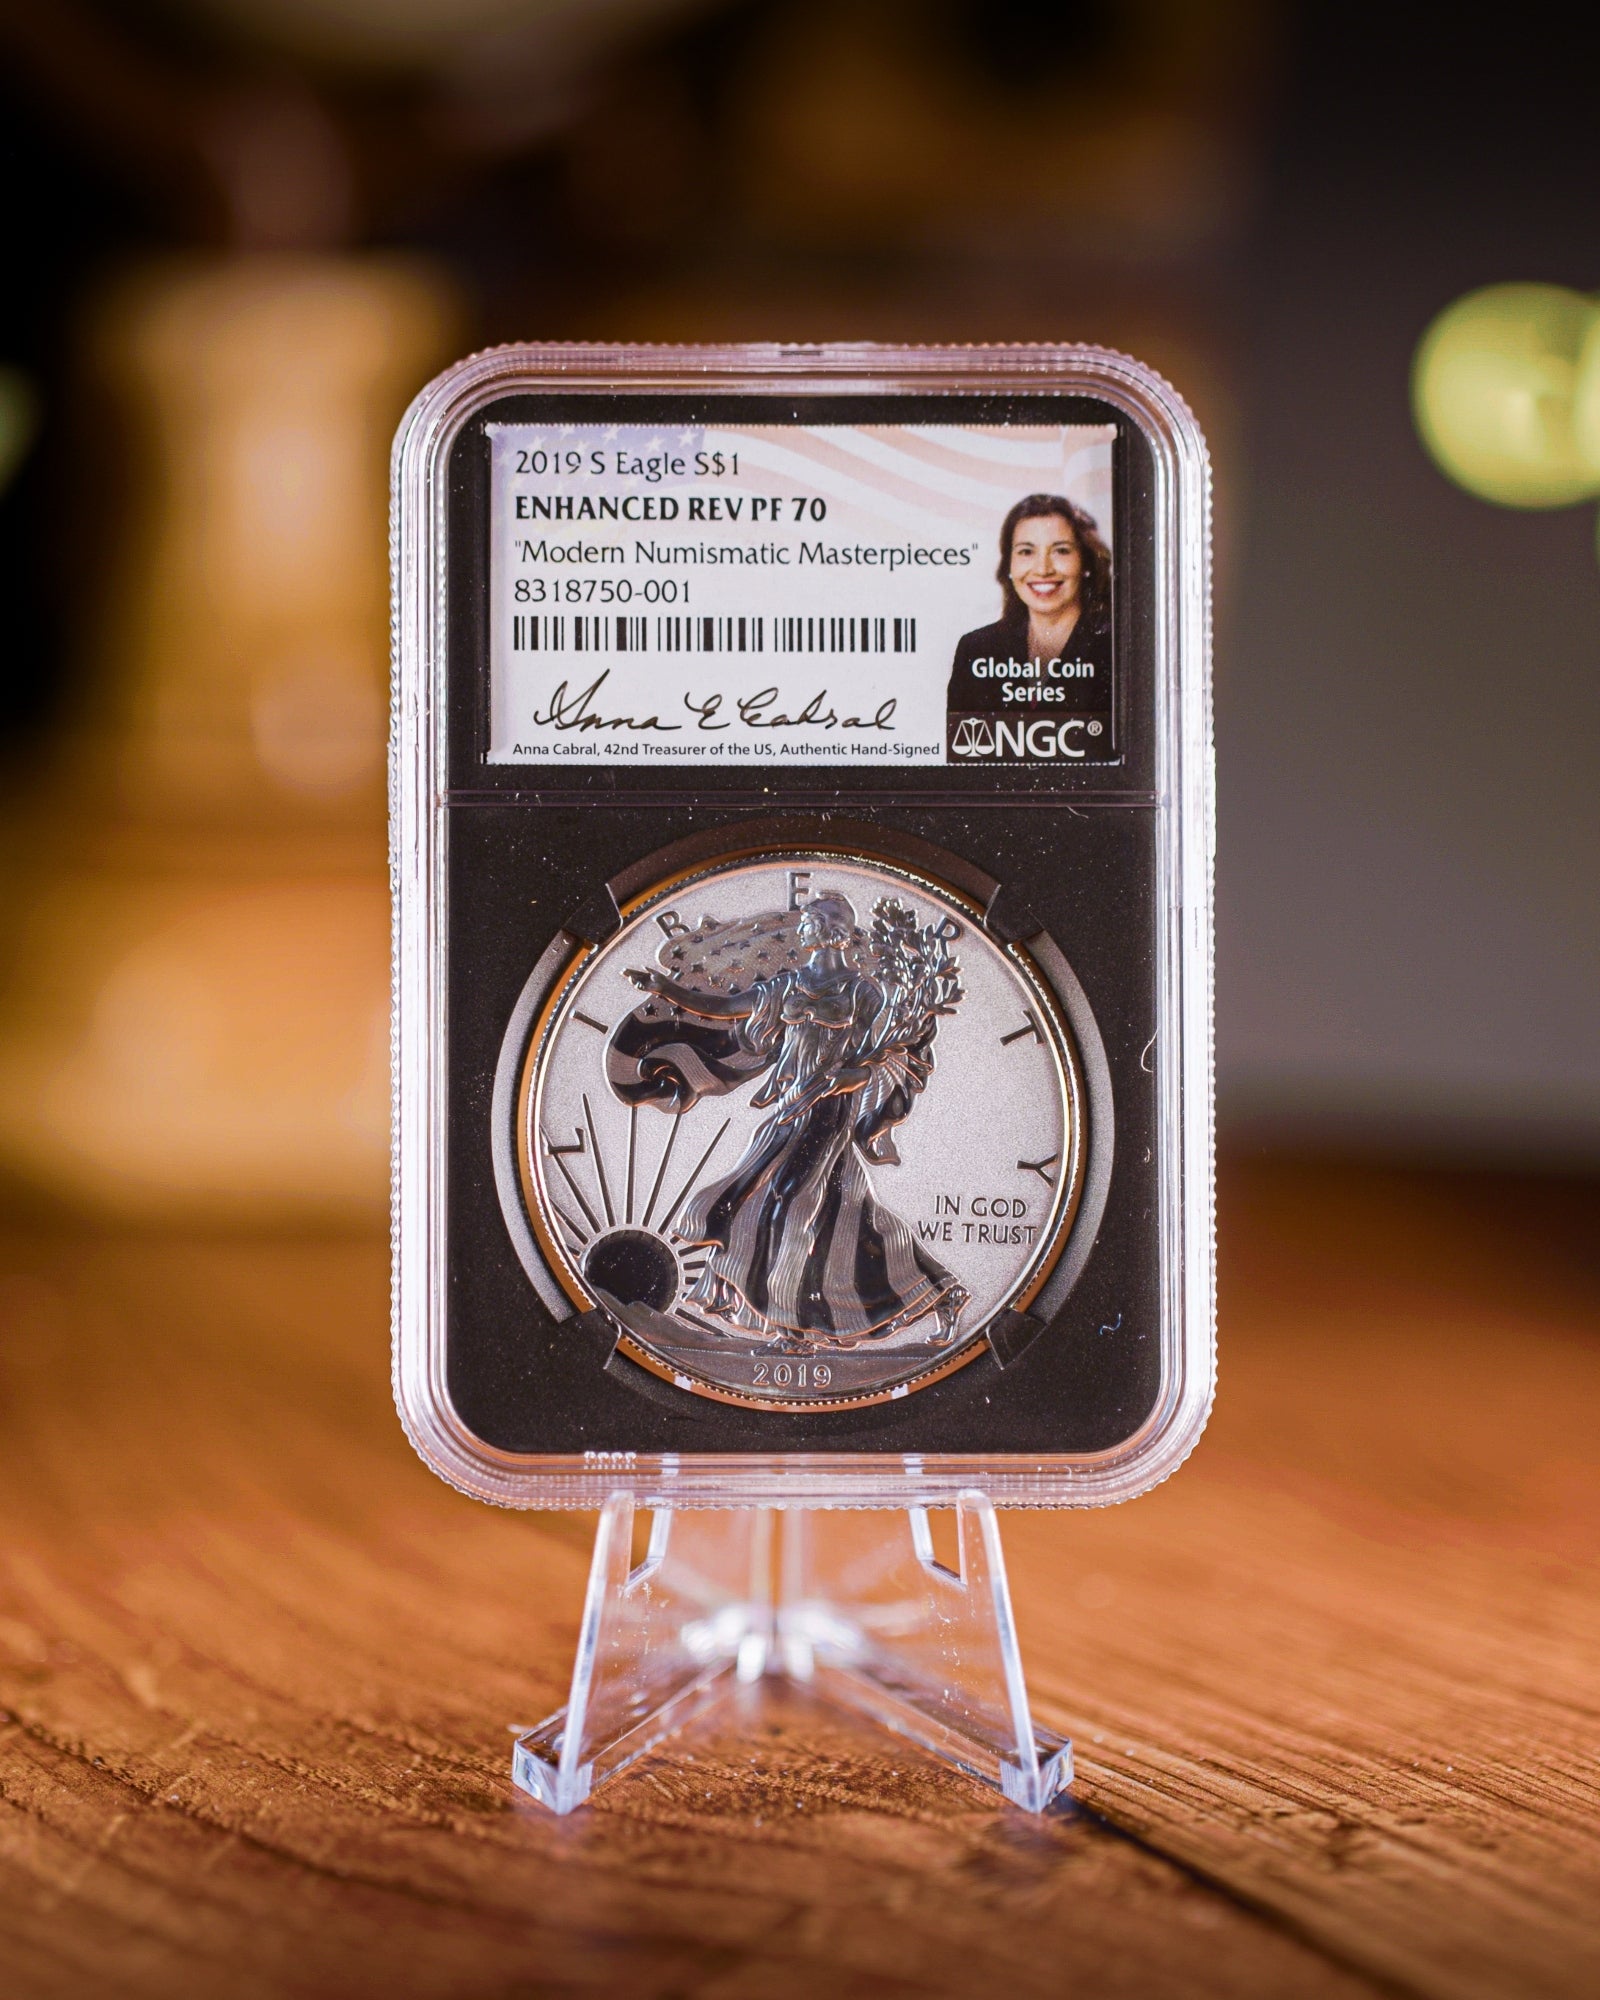 2019 S Eagle S$1
ENHANCED REV PF 70
"Modern Numismatic Masterpieces"
8318750-001
Anna E Cabral
Anna Cabral, 42nd Treasurer of the US, Authentic Hand-Signed
Global Coin
Series
NGC®
LIBERTY
IN GOD
WE TRUST
2019